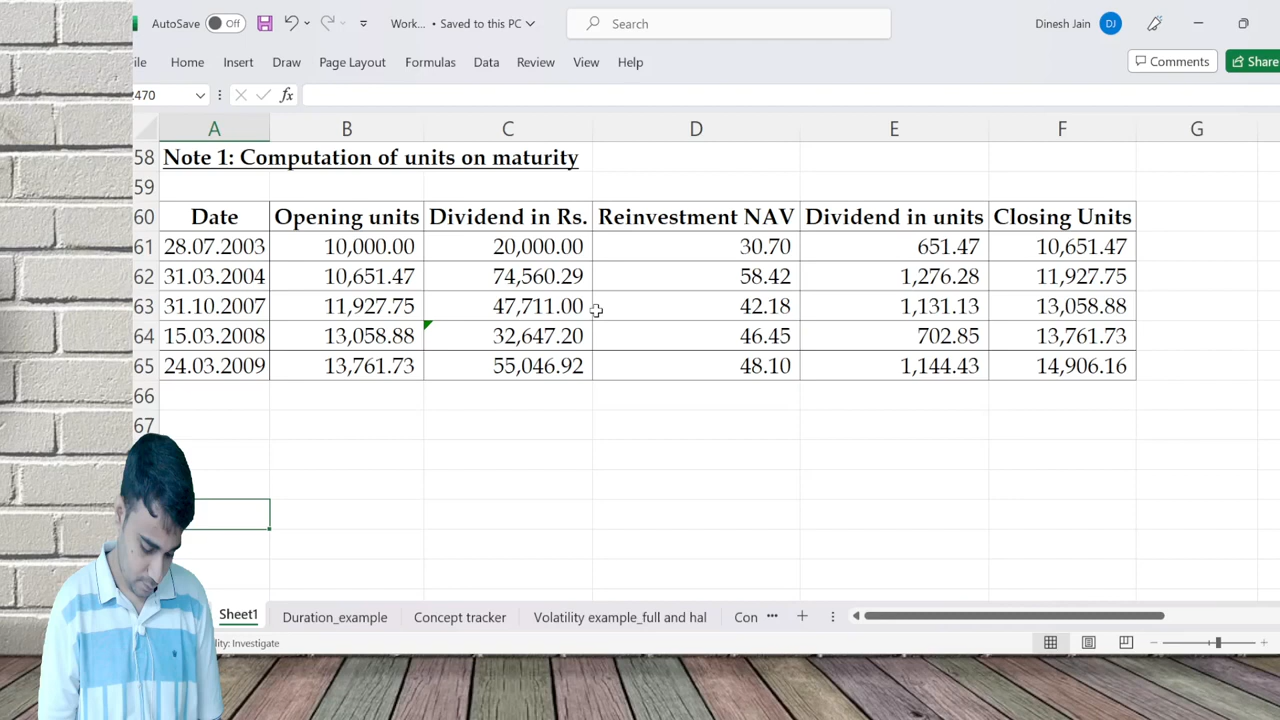 AutoSave Off Work... • Saved to this PC Search Dinesh Jain DJ
ile Home Insert Draw Page Layout Formulas Data Review View Help Comments Share
470 fx
A B C D E F G
58 Note 1: Computation of units on maturity
59
60 Date Opening units Dividend in Rs. Reinvestment NAV Dividend in units Closing Units
61 28.07.2003 10,000.00 20,000.00 30.70 651.47 10,651.47
62 31.03.2004 10,651.47 74,560.29 58.42 1,276.28 11,927.75
63 31.10.2007 11,927.75 47,711.00 42.18 1,131.13 13,058.88
64 15.03.2008 13,058.88 32,647.20 46.45 702.85 13,761.73
65 24.03.2009 13,761.73 55,046.92 48.10 1,144.43 14,906.16
66
67
Sheet1 Duration_example Concept tracker Volatility example_full and hal Con ...
lity: Investigate